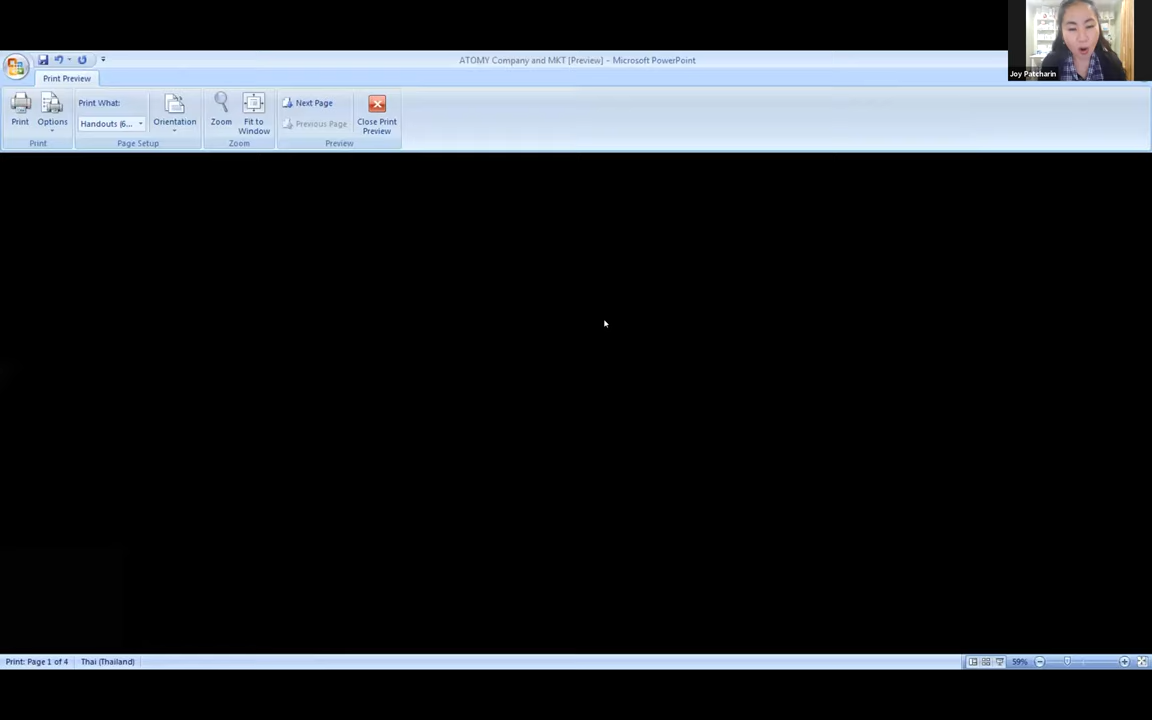 ATOMY Company and MKT [Preview] - Microsoft PowerPoint
Joy Patcharin
Print Preview
Print
Options
Print What:
Handouts (6...
Orientation
Zoom
Fit to
Window
Next Page
Previous Page
Close Print
Preview
Print
Page Setup
Zoom
Preview
Print: Page 1 of 4
Thai (Thailand)
59%